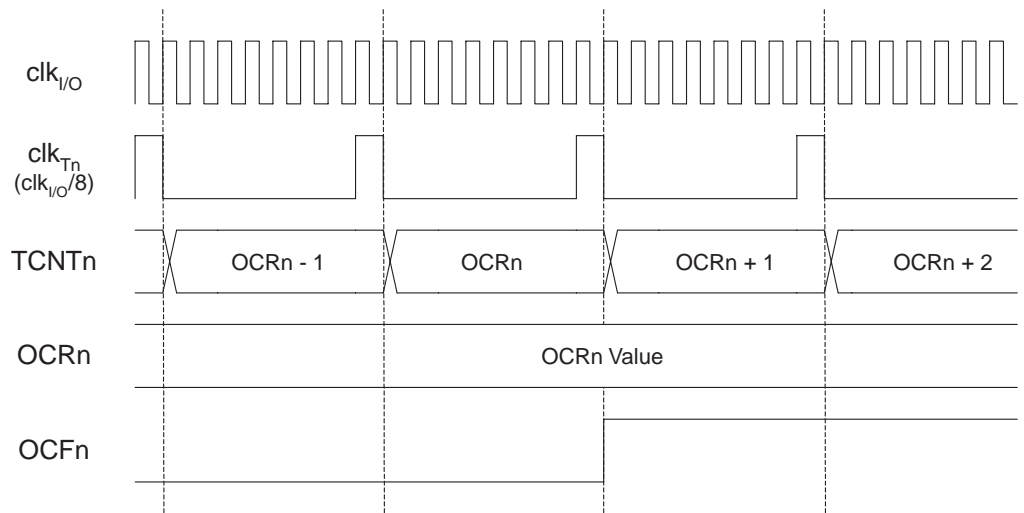 clkI/O
clkTn
(clkI/O/8)
TCNTn
OCRn - 1
OCRn
OCRn + 1
OCRn + 2
OCRn
OCRn Value
OCFn